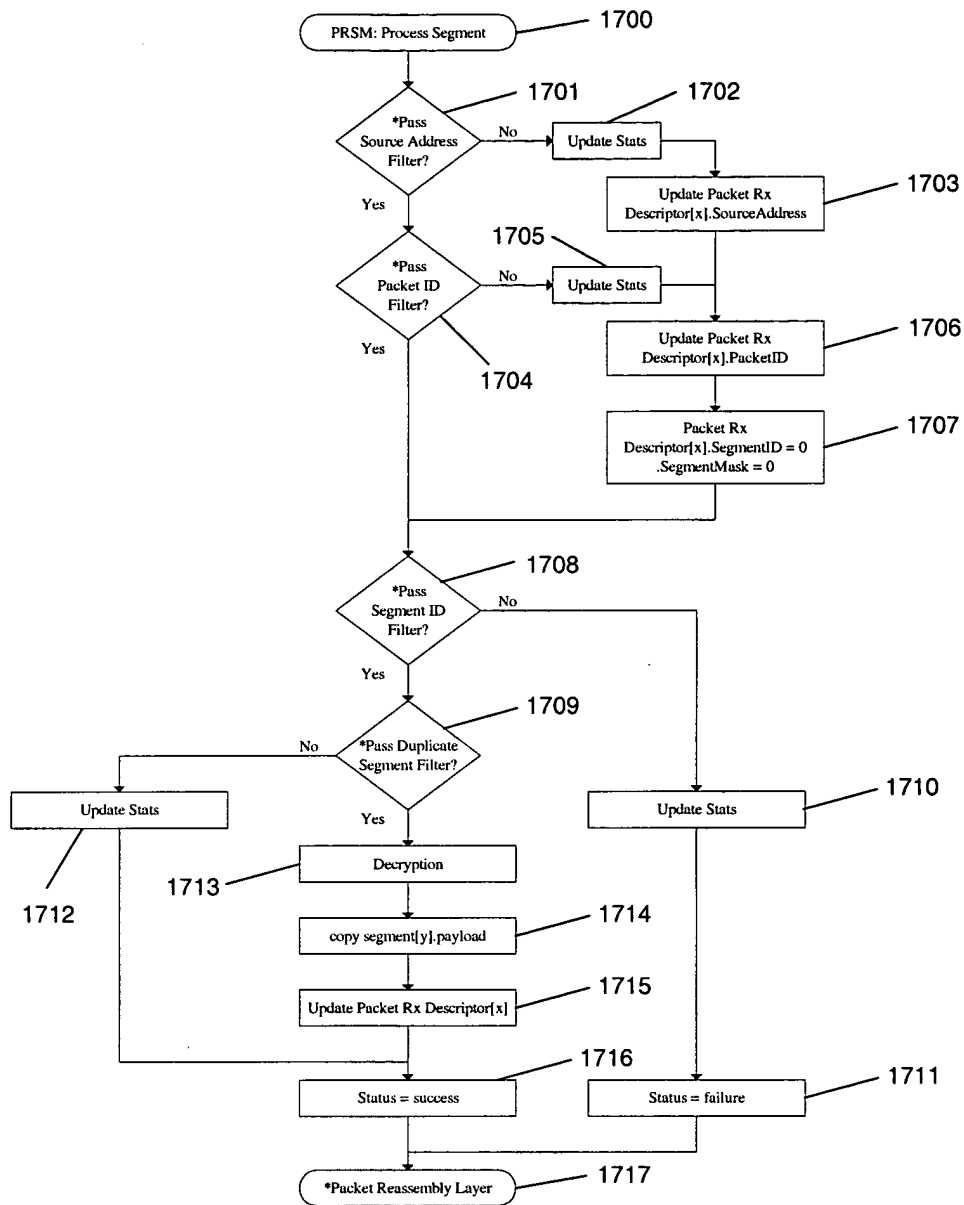 PRSM: Process Segment
1700
1701
*Pass
Source Address
Filter?
No
Yes
1702
Update Stats
1703
Update Packet Rx
Descriptor[x].SourceAddress
*Pass
Packet ID
Filter?
No
Yes
1704
1705
Update Stats
1706
Update Packet Rx
Descriptor[x].PacketID
1707
Packet Rx
Descriptor[x].SegmentID = 0
.SegmentMask = 0
1708
*Pass
Segment ID
Filter?
No
Yes
1709
*Pass Duplicate
Segment Filter?
No
Yes
Update Stats
1712
Update Stats
1710
Decryption
1713
copy segment[y].payload
1714
Update Packet Rx Descriptor[x]
1715
Status = success
1716
Status = failure
1711
*Packet Reassembly Layer
1717